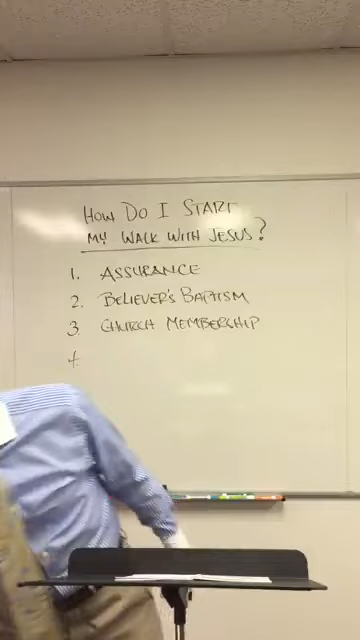 HOW DO I START
MY WALK WITH JESUS?
1. ASSURANCE
2. BELIEVER'S BAPTISM
3 CHURCH MEMBERSHIP
4.